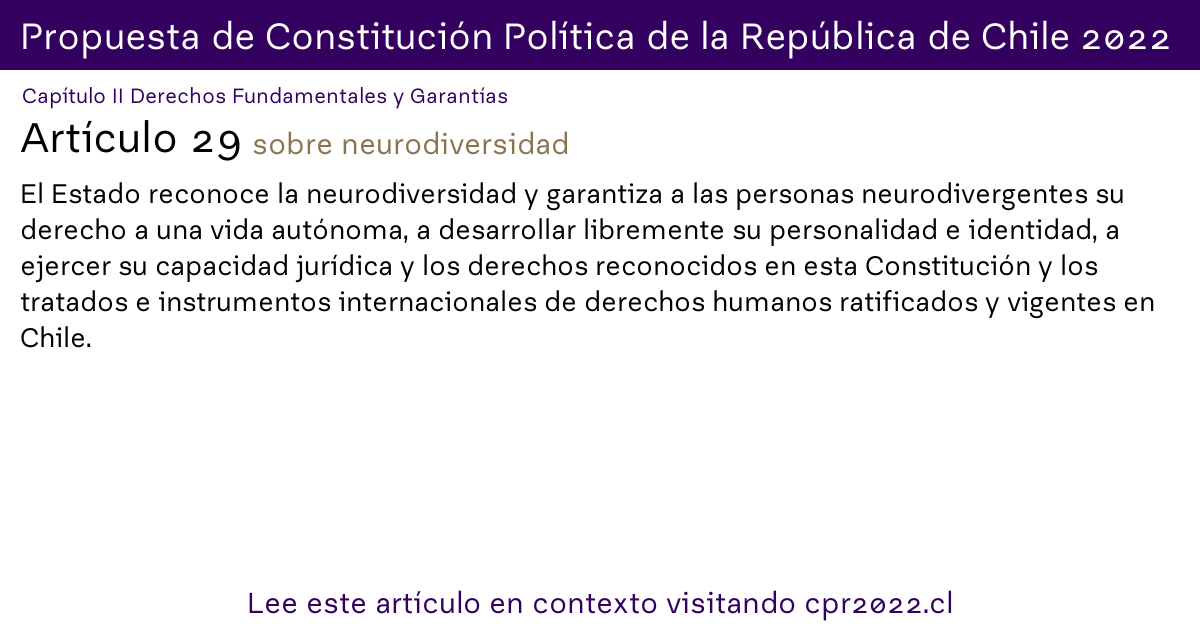 Propuesta de Constitución Política de la República de Chile 2022
Capítulo II Derechos Fundamentales y Garantías
Artículo 29 sobre neurodiversidad
El Estado reconoce la neurodiversidad y garantiza a las personas neurodivergentes su
derecho a una vida autónoma, a desarrollar libremente su personalidad e identidad, a
ejercer su capacidad jurídica y los derechos reconocidos en esta Constitución y los
tratados e instrumentos internacionales de derechos humanos ratificados y vigentes en
Chile.
Lee este artículo en contexto visitando cpr2022.cl